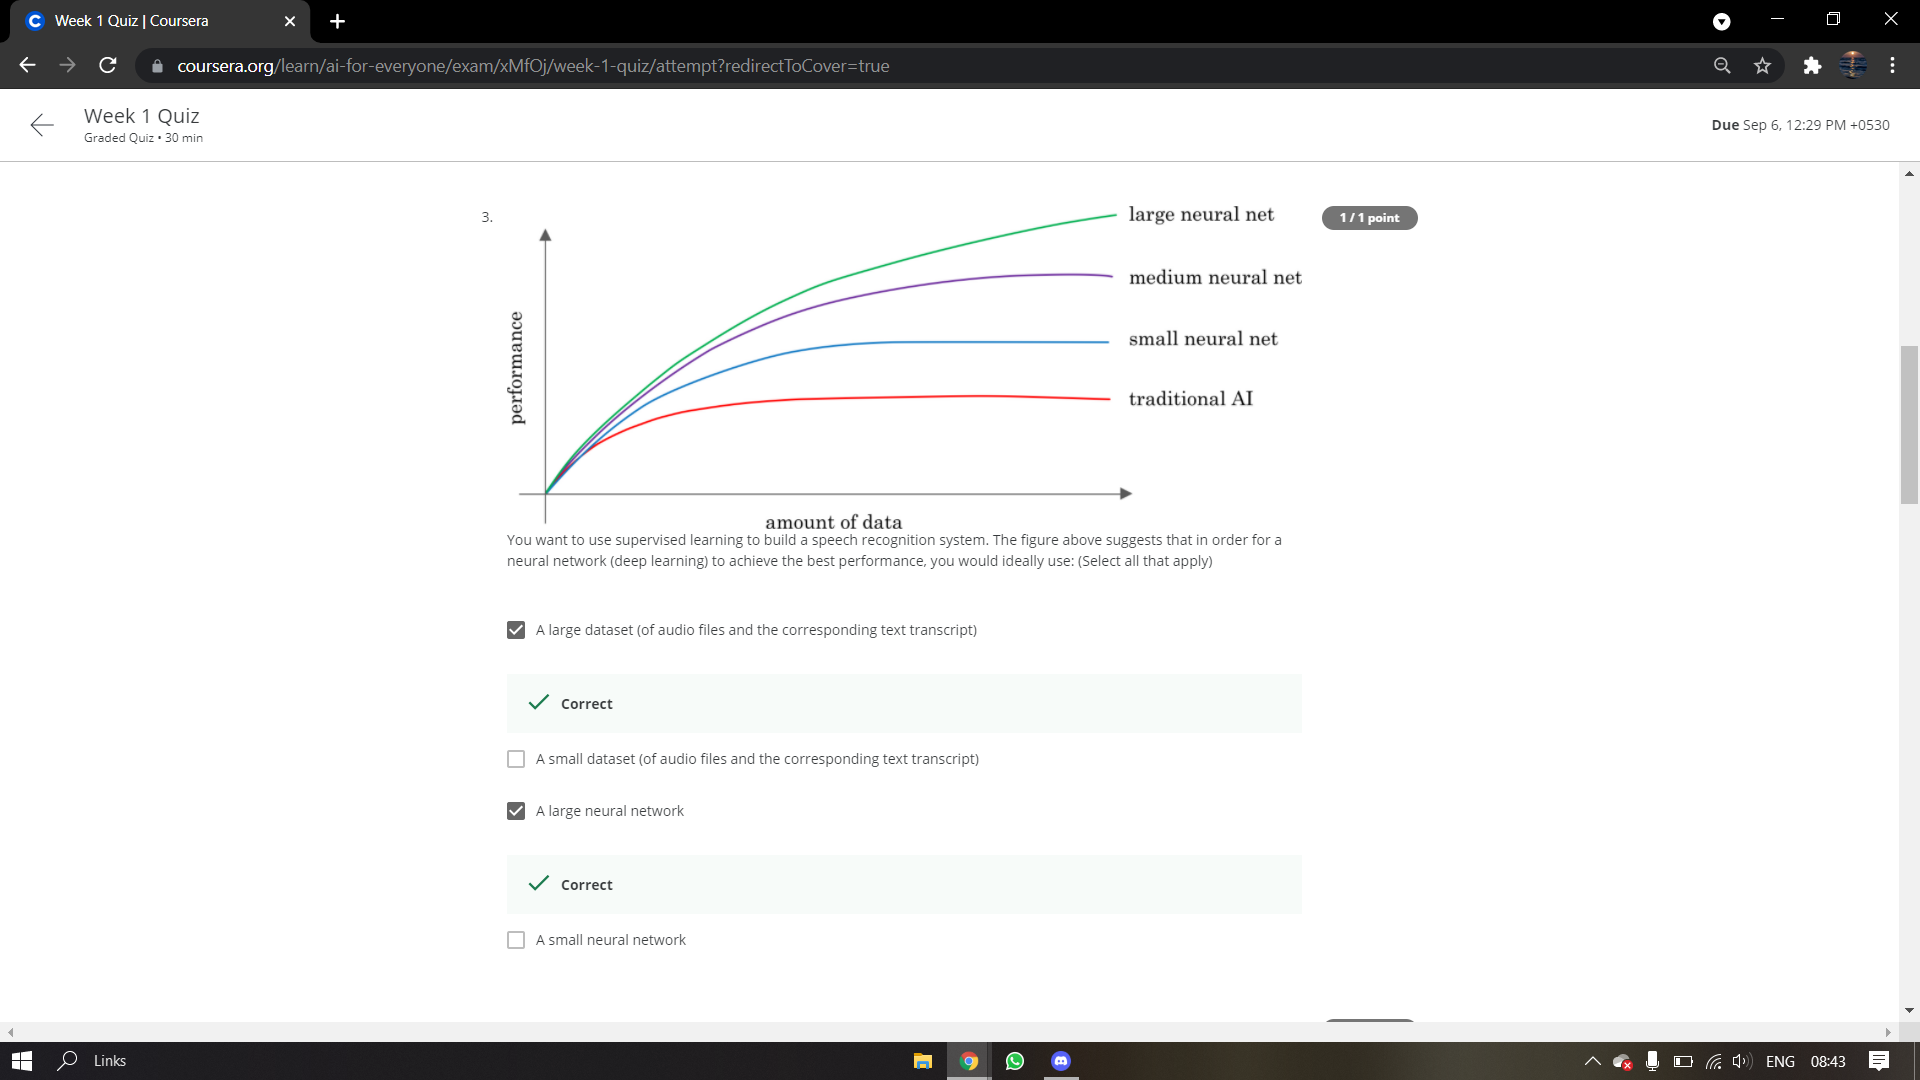 Week 1 Quiz | Coursera
coursera.org/learn/ai-for-everyone/exam/xMfOj/week-1-quiz/attempt?redirectToCover=true
Week 1 Quiz
Graded Quiz • 30 min
Due Sep 6, 12:29 PM +0530
3.
1 / 1 point
large neural net
medium neural net
small neural net
traditional AI
performance
amount of data
You want to use supervised learning to build a speech recognition system. The figure above suggests that in order for a
neural network (deep learning) to achieve the best performance, you would ideally use: (Select all that apply)
A large dataset (of audio files and the corresponding text transcript)
Correct
A small dataset (of audio files and the corresponding text transcript)
A large neural network
Correct
A small neural network
Links
ENG
08:43